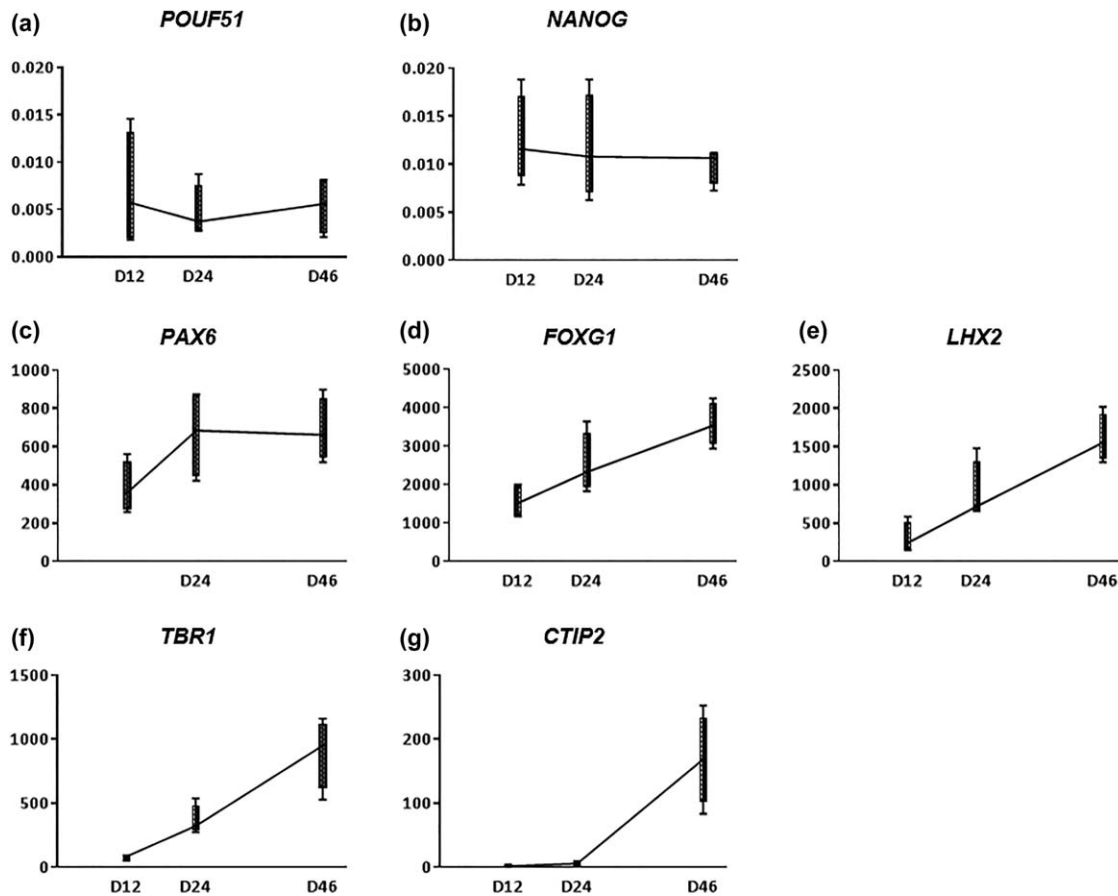 (a) POUF51
0.020
0.015
0.010
0.005
0.000
D12 D24 D46
(b) NANOG
0.020
0.015
0.010
0.005
0.000
D12 D24 D46
(c) PAX6
1000
800
600
400
200
0
D24 D46
(d) FOXG1
5000
4000
3000
2000
1000
0
D12 D24 D46
(e) LHX2
2500
2000
1500
1000
500
0
D12 D24 D46
(f) TBR1
1500
1000
500
0
D12 D24 D46
(g) CTIP2
300
200
100
0
D12 D24 D46